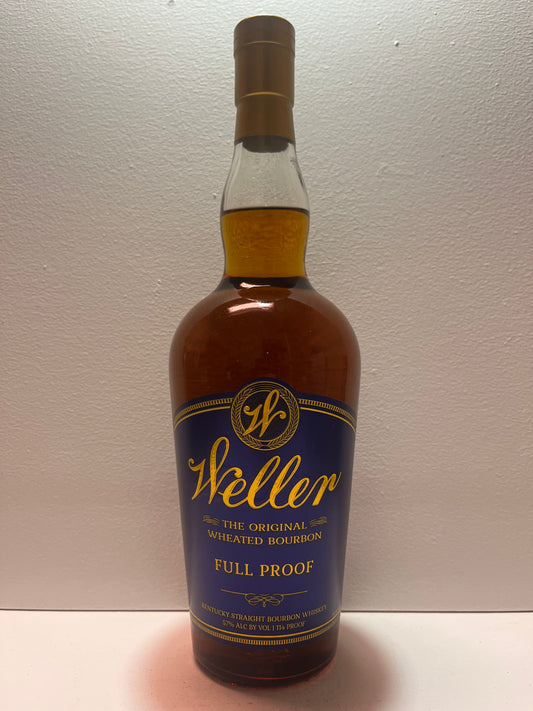 W
Weller
THE ORIGINAL
WHEATED BOURBON
FULL PROOF
KENTUCKY STRAIGHT BOURBON WHISKEY
57% ALC BY VOL | 114 PROOF